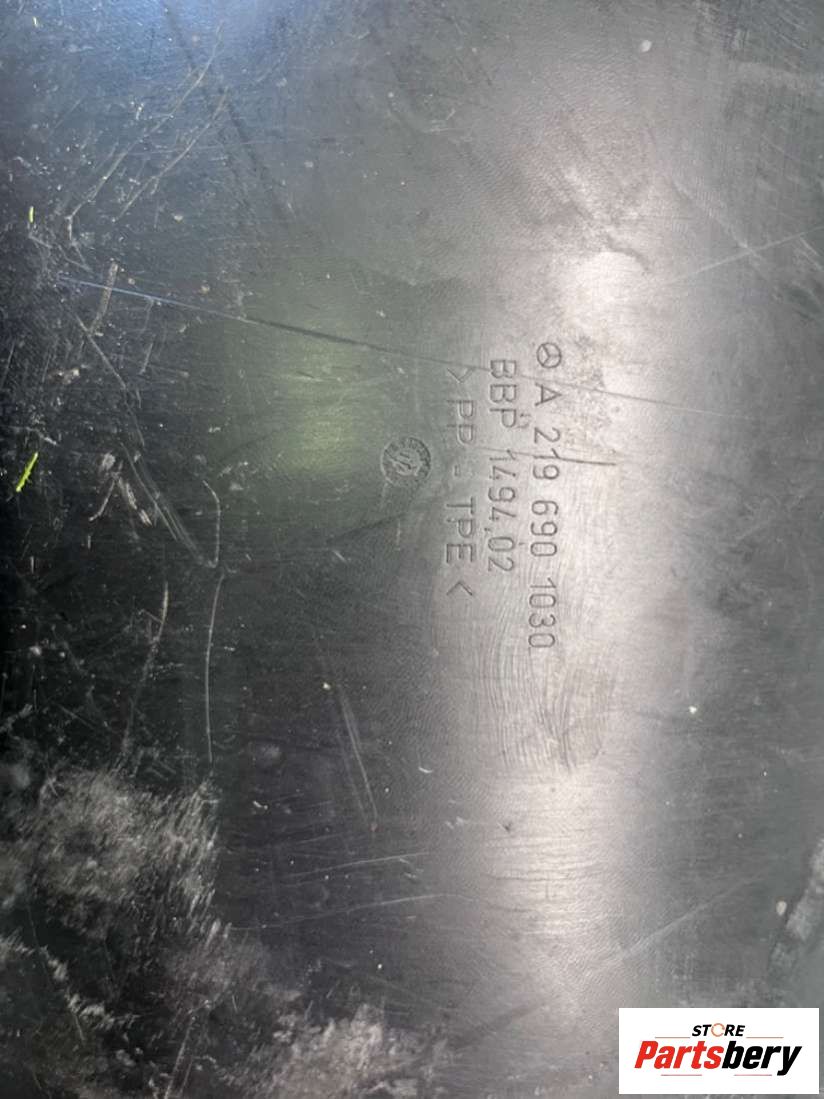 A 219 690 1030
BBP 1494,02
> PP - TPE <
STORE
Partsbery